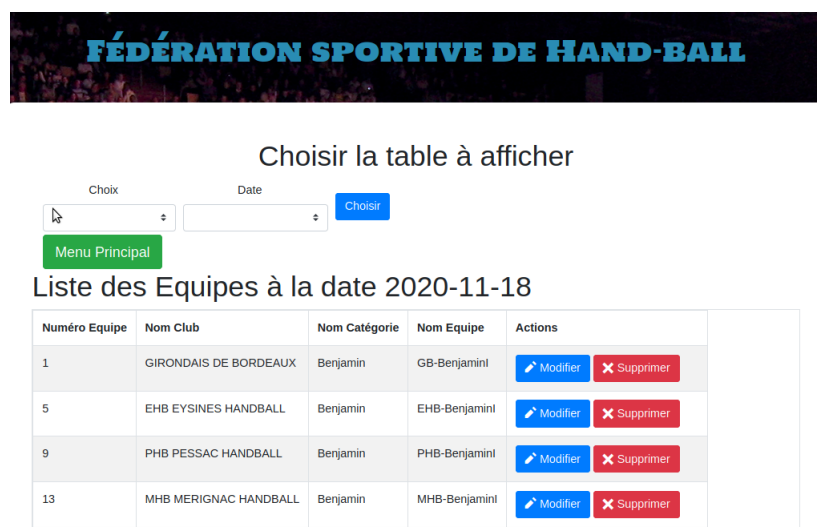 Fédération sportive de Hand-ball
Choisir la table à afficher
Choix Date
Choisir
Menu Principal
Liste des Equipes à la date 2020-11-18
Numéro Equipe Nom Club Nom Catégorie Nom Equipe Actions
1 GIRONDAIS DE BORDEAUX Benjamin GB-BenjaminI Modifier Supprimer
5 EHB EYSINES HANDBALL Benjamin EHB-BenjaminI Modifier Supprimer
9 PHB PESSAC HANDBALL Benjamin PHB-BenjaminI Modifier Supprimer
13 MHB MERIGNAC HANDBALL Benjamin MHB-BenjaminI Modifier Supprimer